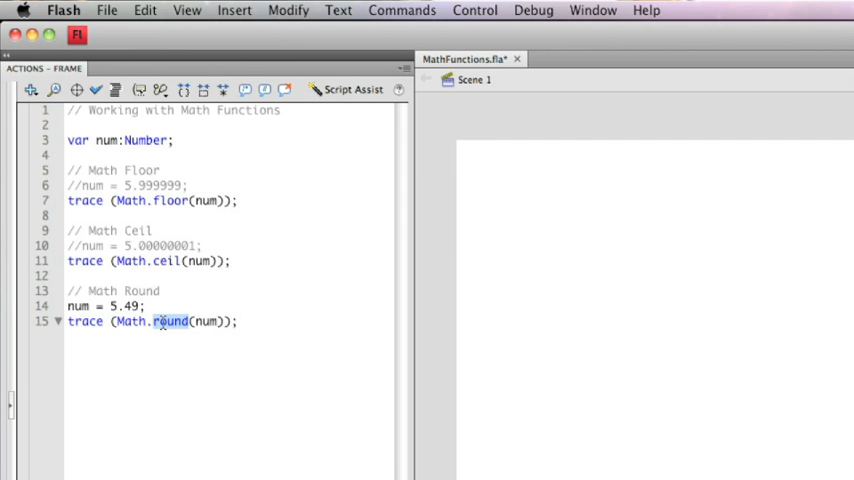 Flash File Edit View Insert Modify Text Commands Control Debug Window Help
Fl
ACTIONS - FRAME
MathFunctions.fla*
Script Assist
Scene 1
1 // Working with Math Functions
2
3 var num:Number;
4
5 // Math Floor
6 //num = 5.999999;
7 trace (Math.floor(num));
8
9 // Math Ceil
10 //num = 5.00000001;
11 trace (Math.ceil(num));
12
13 // Math Round
14 num = 5.49;
15 trace (Math.round(num));